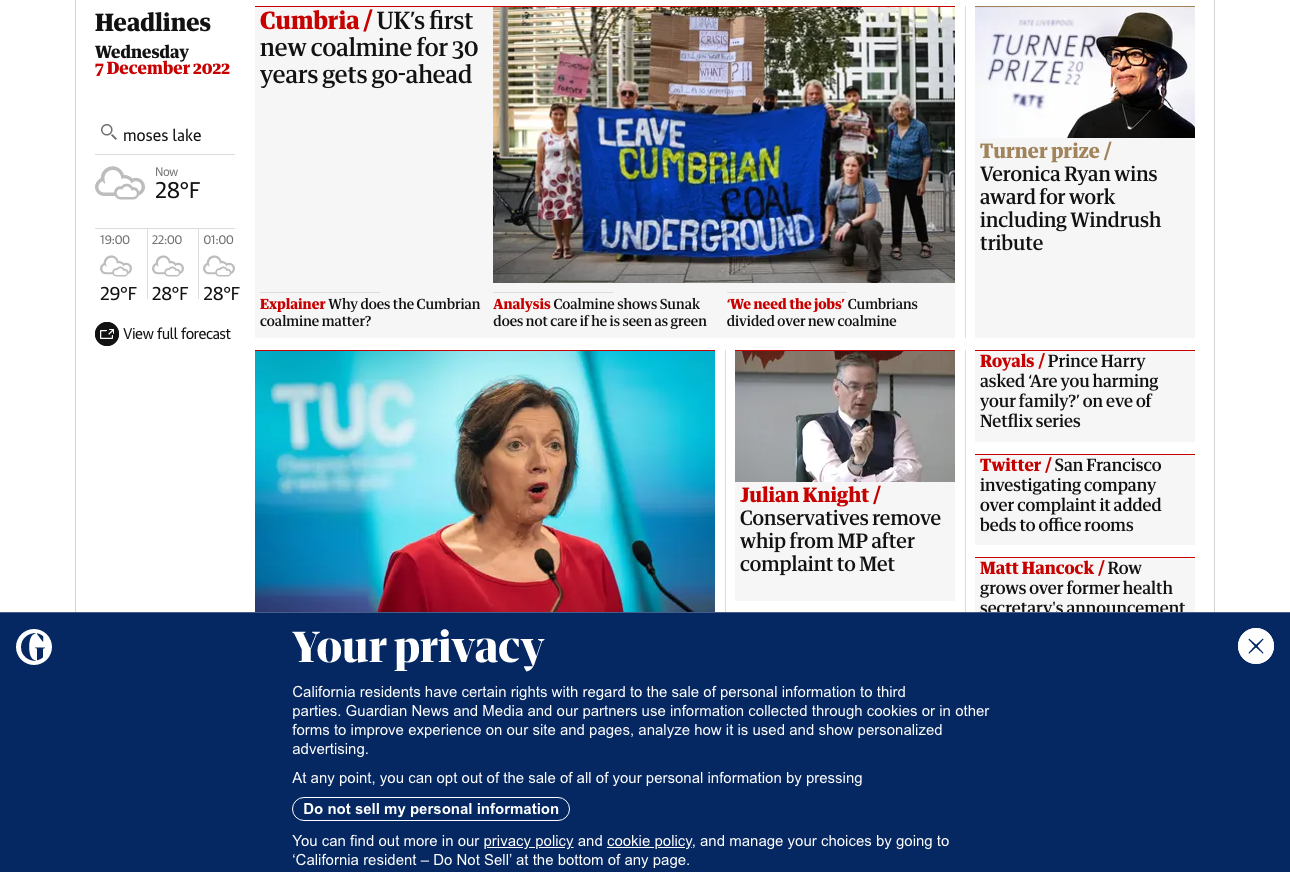 Headlines
Wednesday
7 December 2022
moses lake
Now
28°F
19:00
22:00
01:00
29°F
28°F
28°F
View full forecast
Cumbria / UK’s first
new coalmine for 30
years gets go-ahead
CRISIS
WHAT
?!
LEAVE
CUMBRIAN
COAL
UNDERGROUND
Explainer Why does the Cumbrian
coalmine matter?
Analysis Coalmine shows Sunak
does not care if he is seen as green
‘We need the jobs’ Cumbrians
divided over new coalmine
TATE LIVERPOOL
TURNER
PRIZE 20
22
TATE
Turner prize /
Veronica Ryan wins
award for work
including Windrush
tribute
TUC
Julian Knight /
Conservatives remove
whip from MP after
complaint to Met
Royals / Prince Harry
asked ‘Are you harming
your family?’ on eve of
Netflix series
Twitter / San Francisco
investigating company
over complaint it added
beds to office rooms
Matt Hancock / Row
grows over former health
secretary's announcement
Your privacy
California residents have certain rights with regard to the sale of personal information to third
parties. Guardian News and Media and our partners use information collected through cookies or in other
forms to improve experience on our site and pages, analyze how it is used and show personalized
advertising.
At any point, you can opt out of the sale of all of your personal information by pressing
Do not sell my personal information
You can find out more in our privacy policy and cookie policy, and manage your choices by going to
‘California resident – Do Not Sell’ at the bottom of any page.